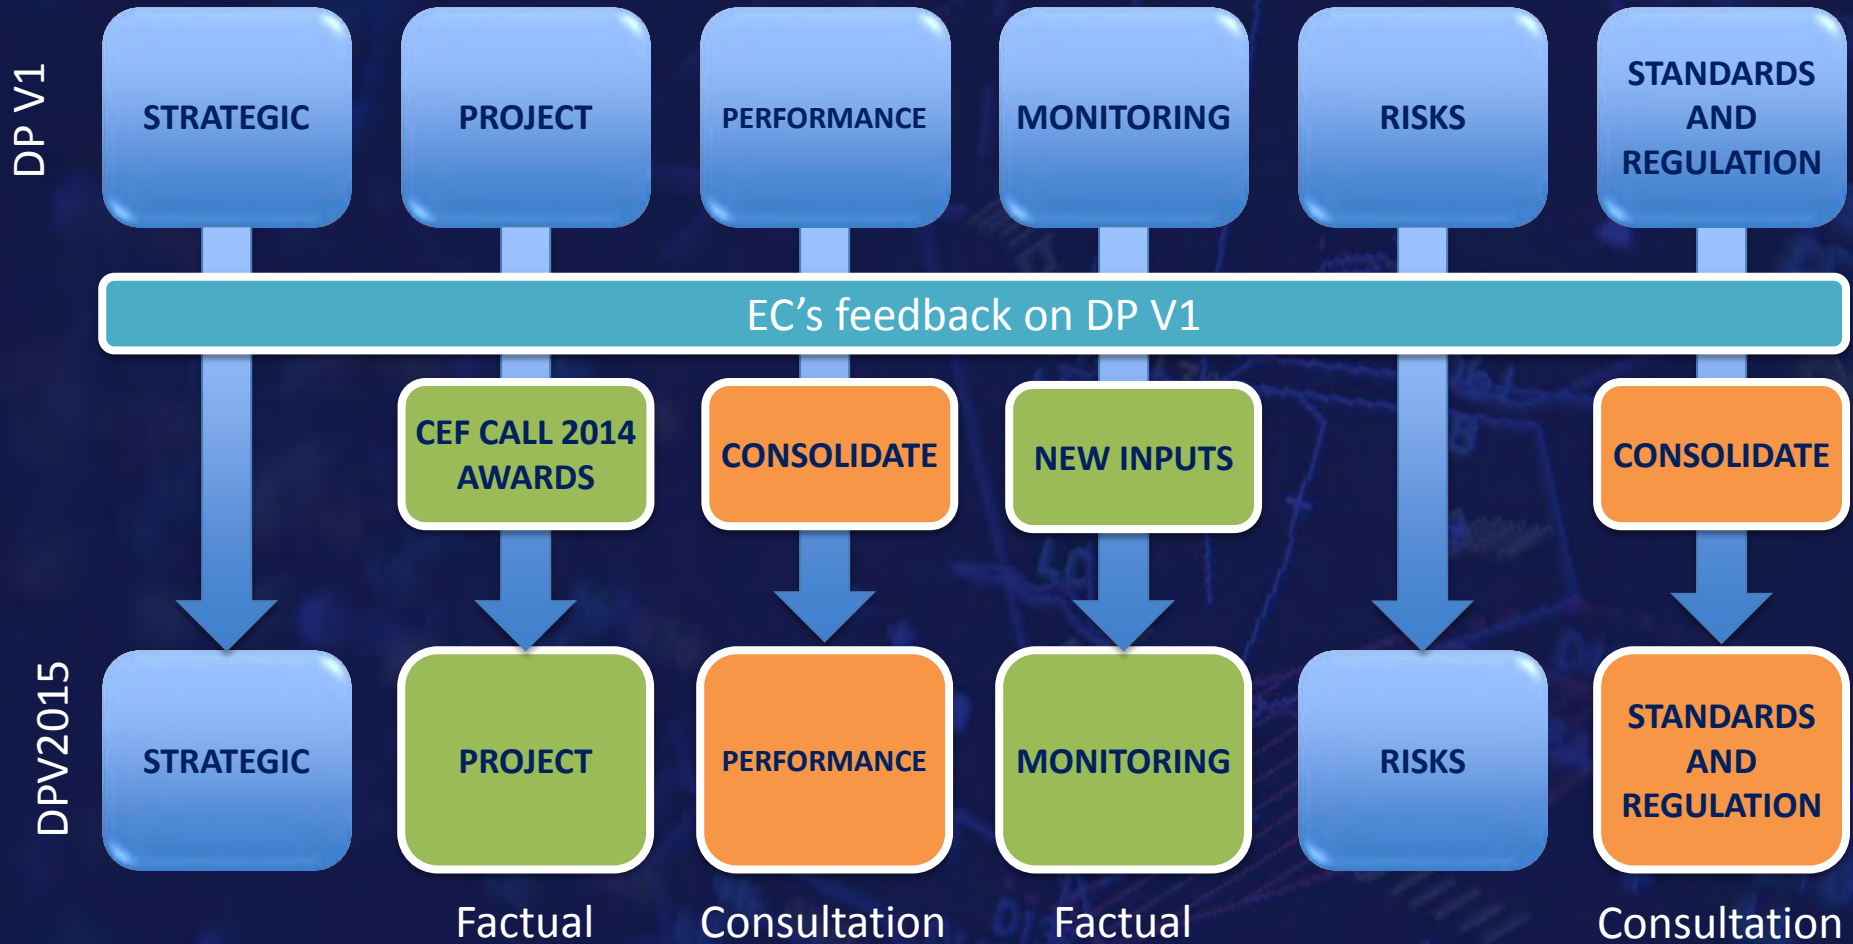 DP V1
STRATEGIC
PROJECT
PERFORMANCE
MONITORING
RISKS
STANDARDS
AND
REGULATION
EC’s feedback on DP V1
CEF CALL 2014
AWARDS
CONSOLIDATE
NEW INPUTS
CONSOLIDATE
DPV2015
STRATEGIC
PROJECT
PERFORMANCE
MONITORING
RISKS
STANDARDS
AND
REGULATION
Factual
Consultation
Factual
Consultation